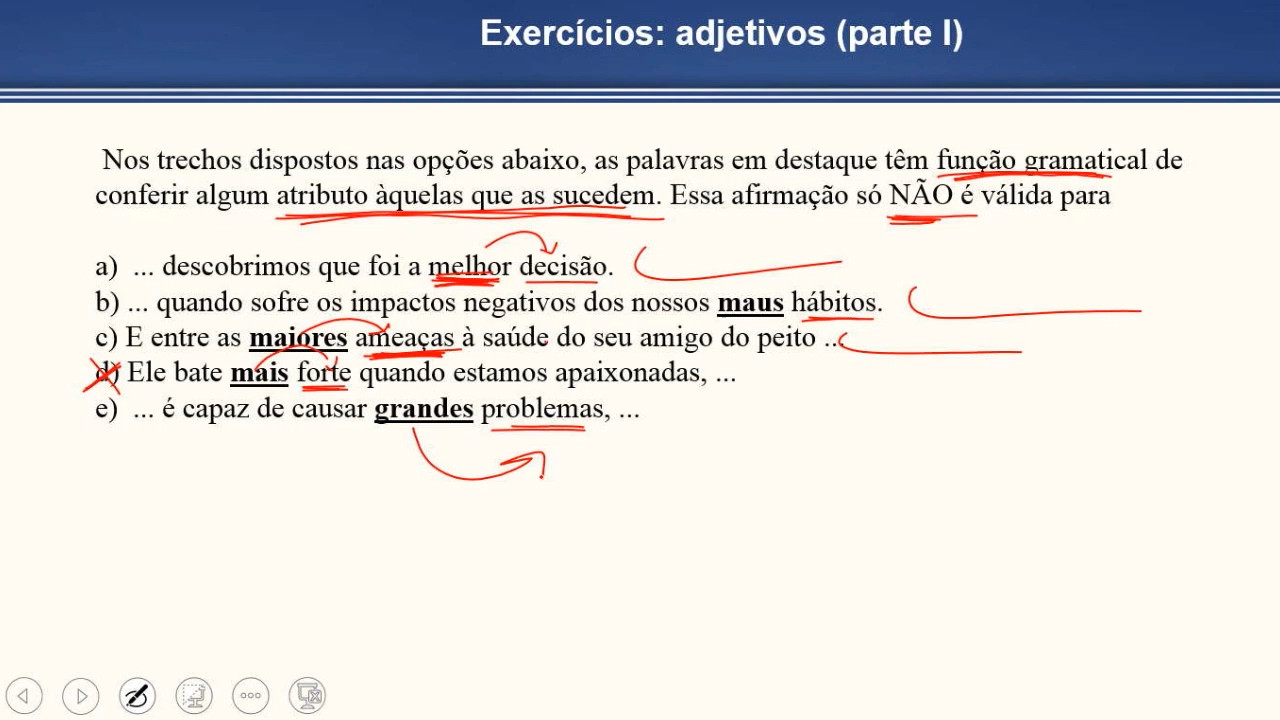 Exercícios: adjetivos (parte I)
Nos trechos dispostos nas opções abaixo, as palavras em destaque têm função gramatical de
conferir algum atributo àquelas que as sucedem. Essa afirmação só NÃO é válida para
a) ... descobrimos que foi a melhor decisão.
b) ... quando sofre os impactos negativos dos nossos maus hábitos.
c) E entre as maiores ameaças à saúde do seu amigo do peito ...
d) Ele bate mais forte quando estamos apaixonadas, ...
e) ... é capaz de causar grandes problemas, ...